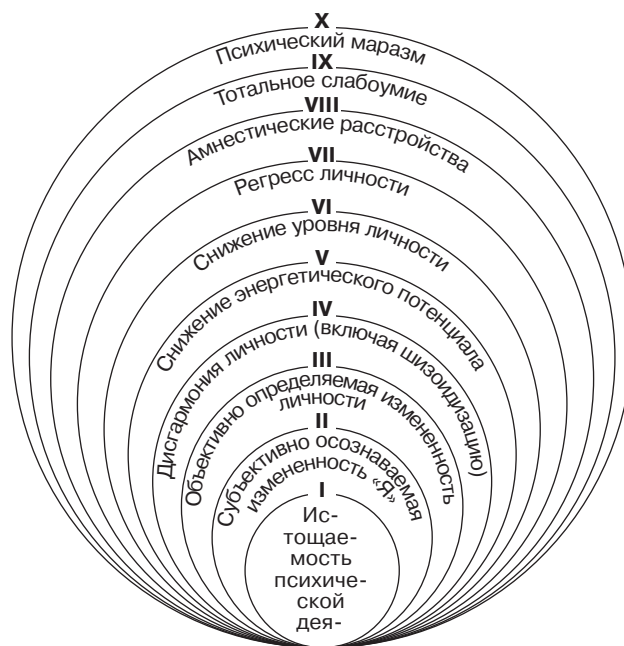 X
Психический маразм
IX
Тотальное слабоумие
VIII
Амнестические расстройства
VII
Регресс личности
VI
Снижение уровня личности
V
Снижение энергетического потенциала
IV
Дисгармония личности (включая шизоидизацию)
III
Объективно определяемая измененность
личности
II
Субъективно осознаваемая
измененность «Я»
I
Ис-
тощае-
мость
психиче-
ской
дея-